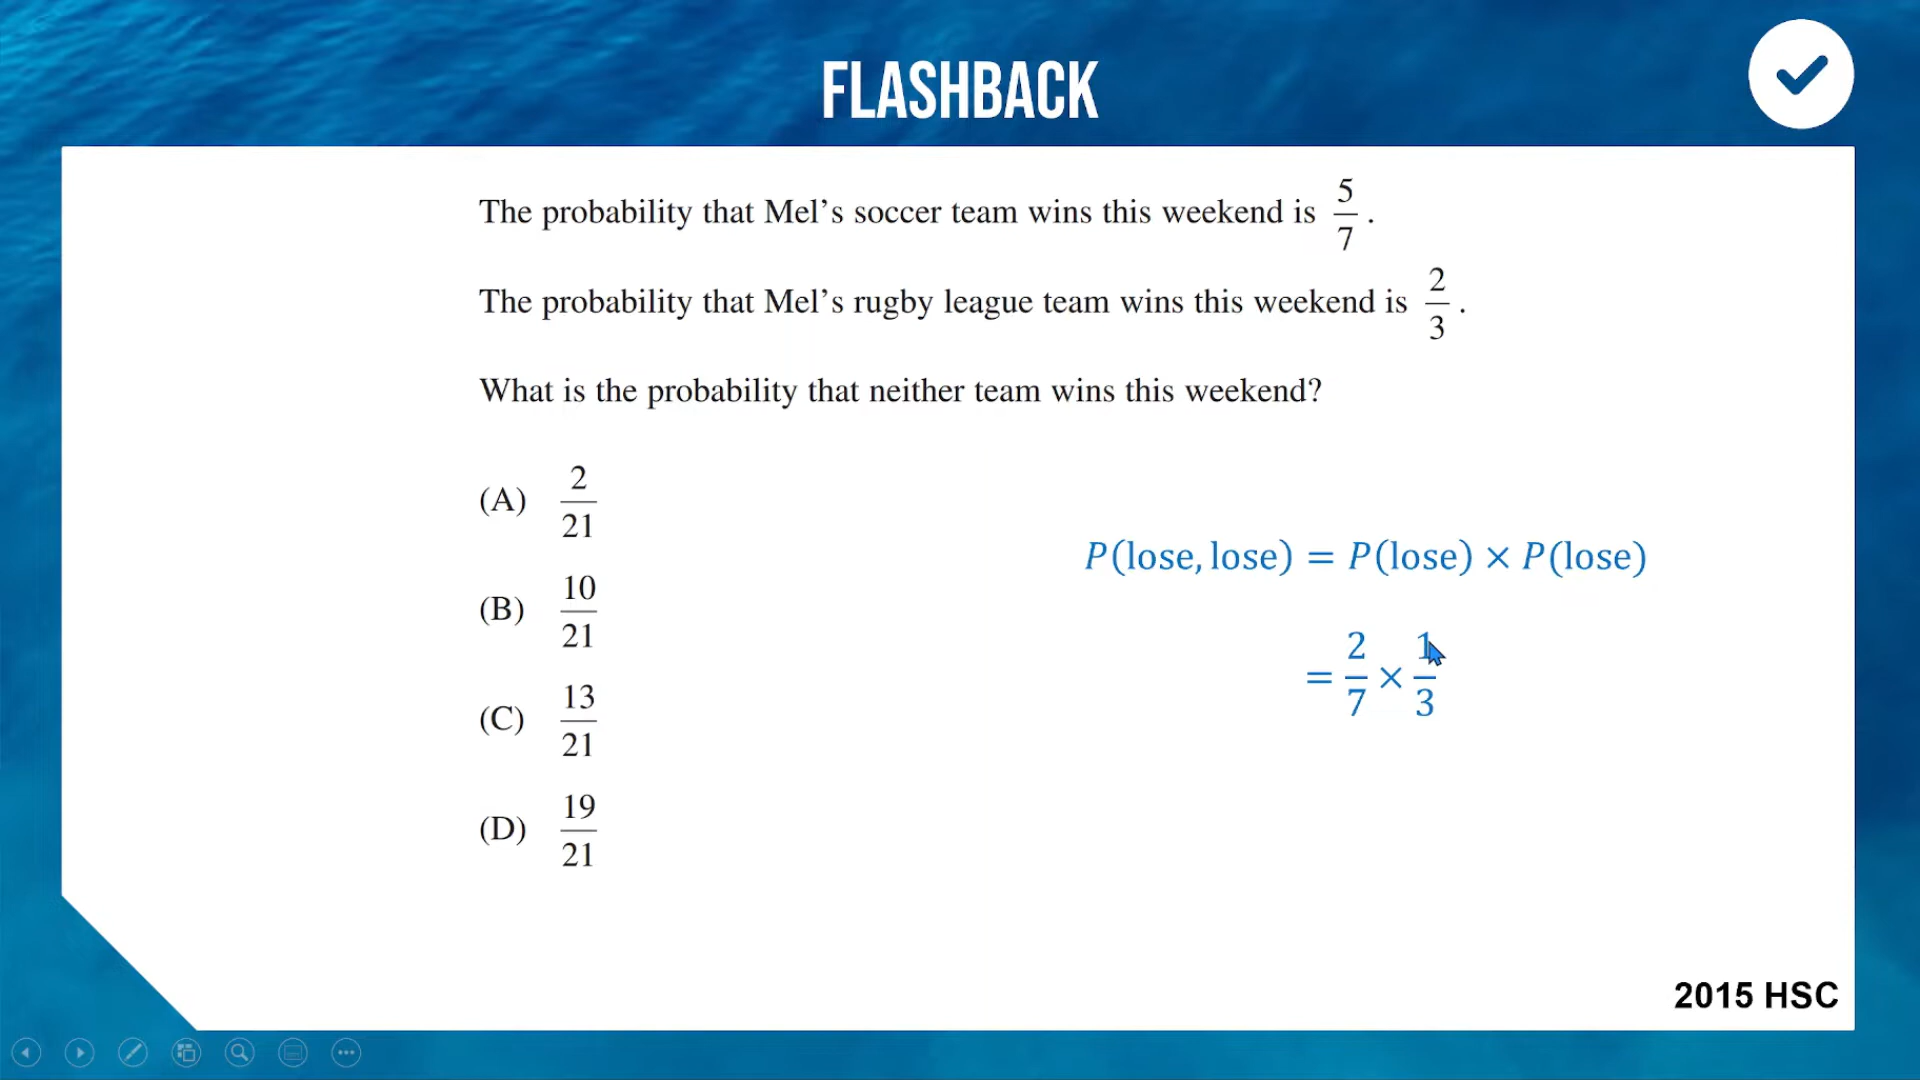 FLASHBACK
The probability that Mel's soccer team wins this weekend is 5/7.
The probability that Mel's rugby league team wins this weekend is 2/3.
What is the probability that neither team wins this weekend?
(A) 2/21
(B) 10/21
(C) 13/21
(D) 19/21
P(lose, lose) = P(lose) × P(lose)
= 2/7 × 1/3
2015 HSC